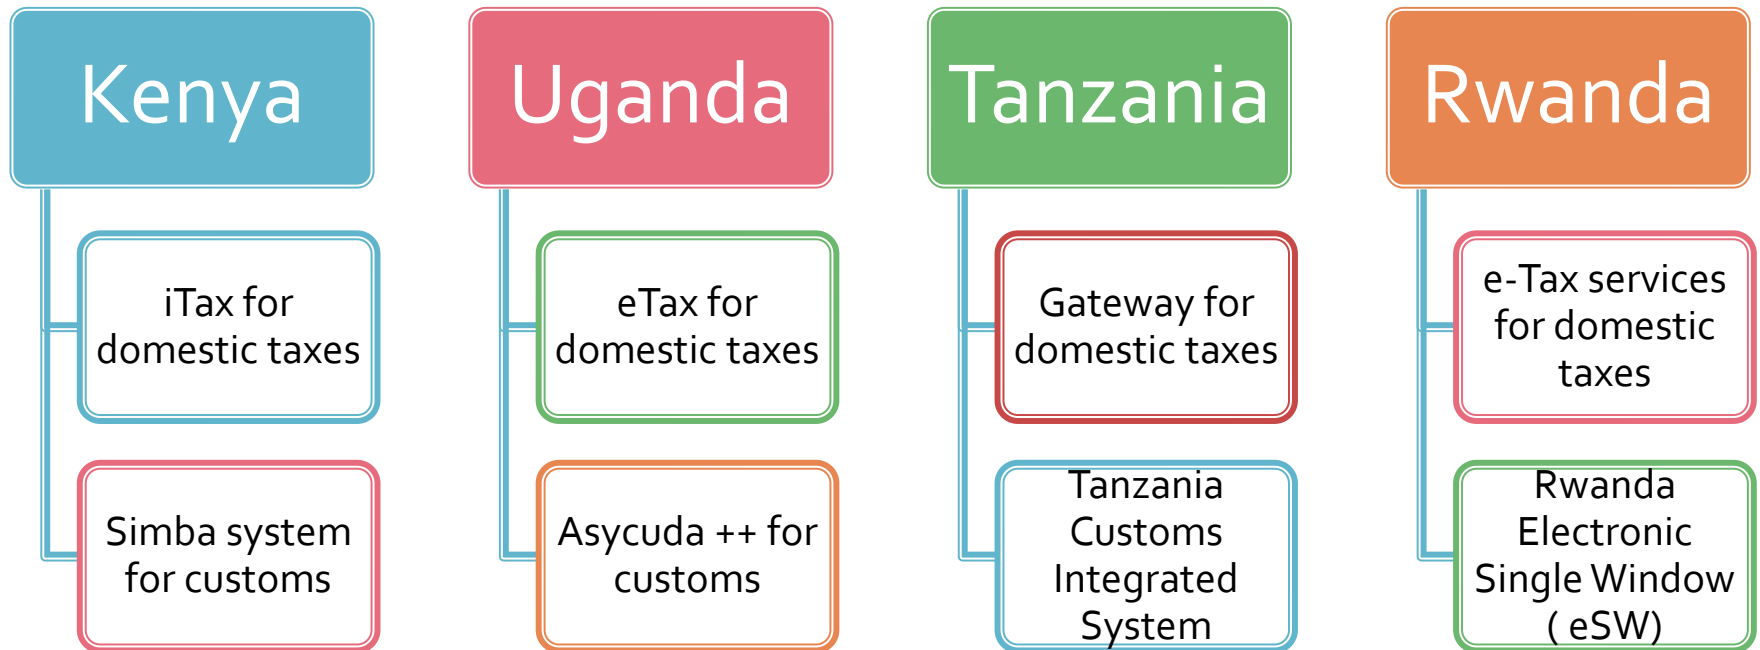 Kenya
iTax for
domestic taxes
Simba system
for customs
Uganda
eTax for
domestic taxes
Asycuda ++ for
customs
Tanzania
Gateway for
domestic taxes
Tanzania
Customs
Integrated
System
Rwanda
e-Tax services
for domestic
taxes
Rwanda
Electronic
Single Window
( eSW)